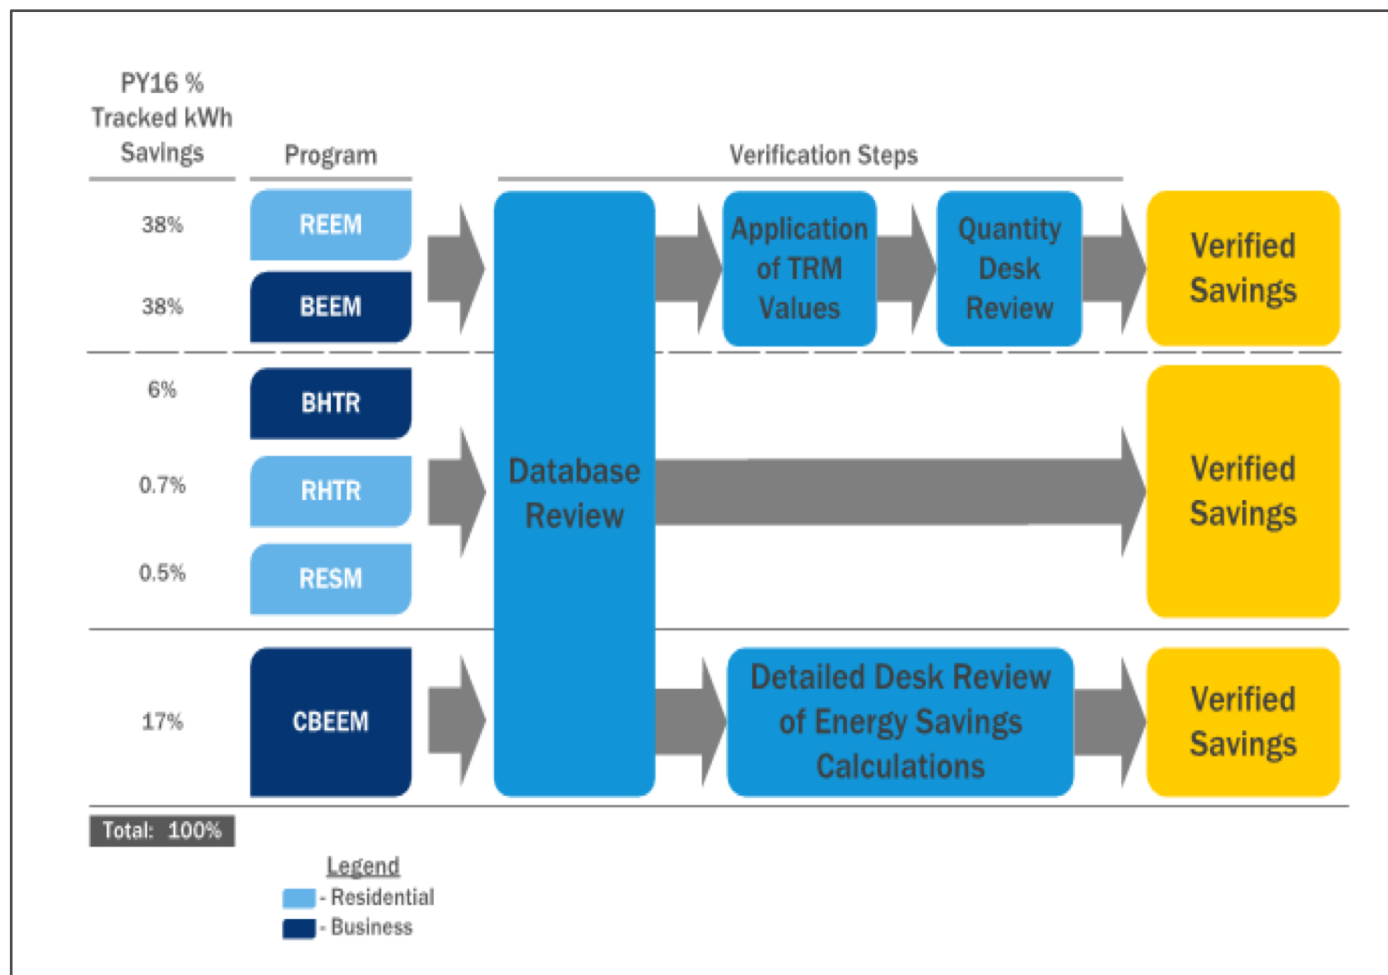 PY16 %
Tracked kWh
Savings
Program
Verification Steps
38%
REEM
38%
BEEM
Application
of TRM
Values
Quantity
Desk
Review
Verified
Savings
6%
BHTR
0.7%
RHTR
0.5%
RESM
Database
Review
Verified
Savings
17%
CBEEM
Detailed Desk Review
of Energy Savings
Calculations
Verified
Savings
Total: 100%
Legend
- Residential
- Business